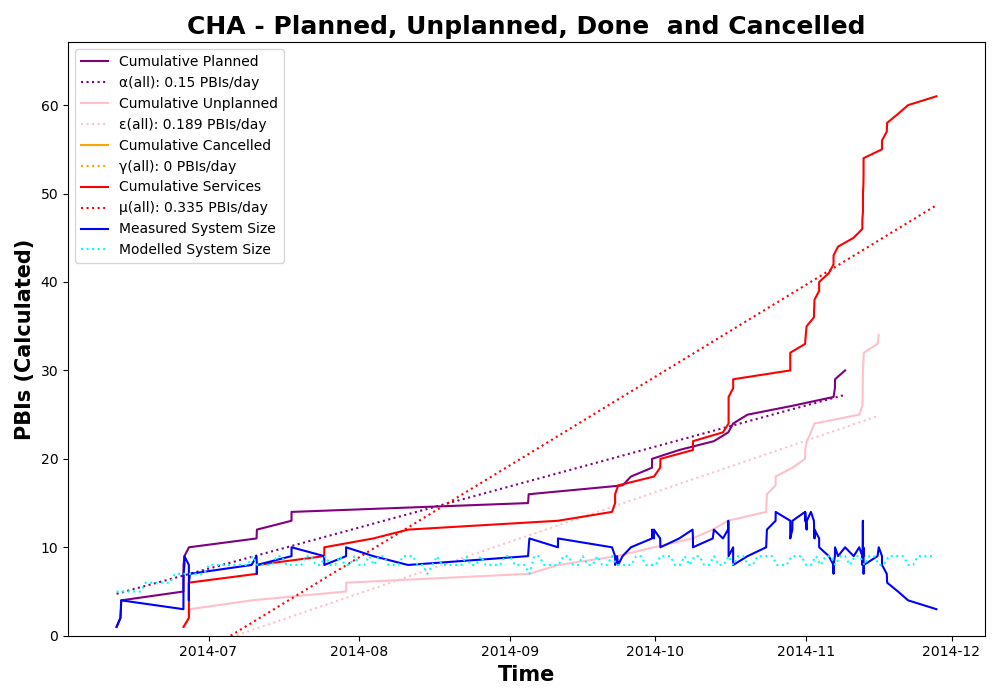 CHA - Planned, Unplanned, Done  and Cancelled
Cumulative Planned
α(all): 0.15 PBIs/day
Cumulative Unplanned
ε(all): 0.189 PBIs/day
Cumulative Cancelled
γ(all): 0 PBIs/day
Cumulative Services
μ(all): 0.335 PBIs/day
Measured System Size
Modelled System Size
PBIs (Calculated)
60
50
40
30
20
10
0
2014-07 2014-08 2014-09 2014-10 2014-11 2014-12
Time